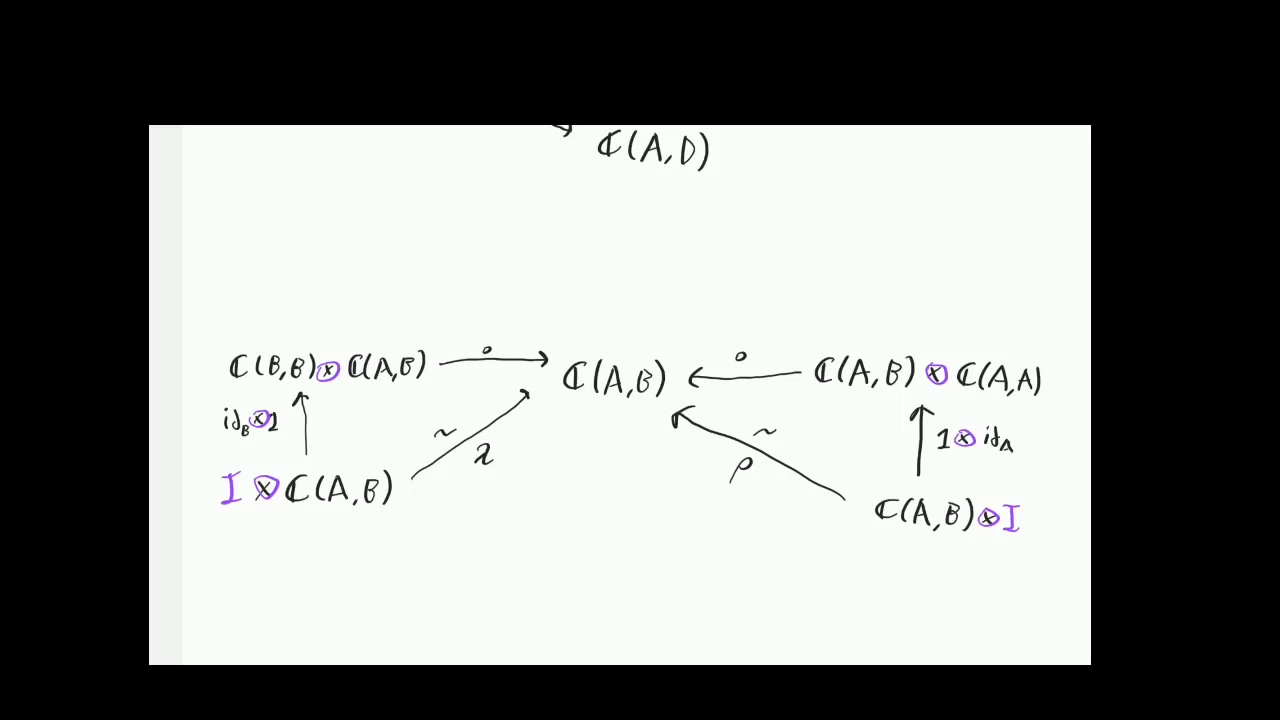 ℂ(A,D)
ℂ(B,B) ⊗ ℂ(A,B) ∘ ℂ(A,B) ∘ ℂ(A,B) ⊗ ℂ(A,A)
id_B ⊗ 1 ~ λ ~ ρ 1 ⊗ id_A
I ⊗ ℂ(A,B) ℂ(A,B) ⊗ I